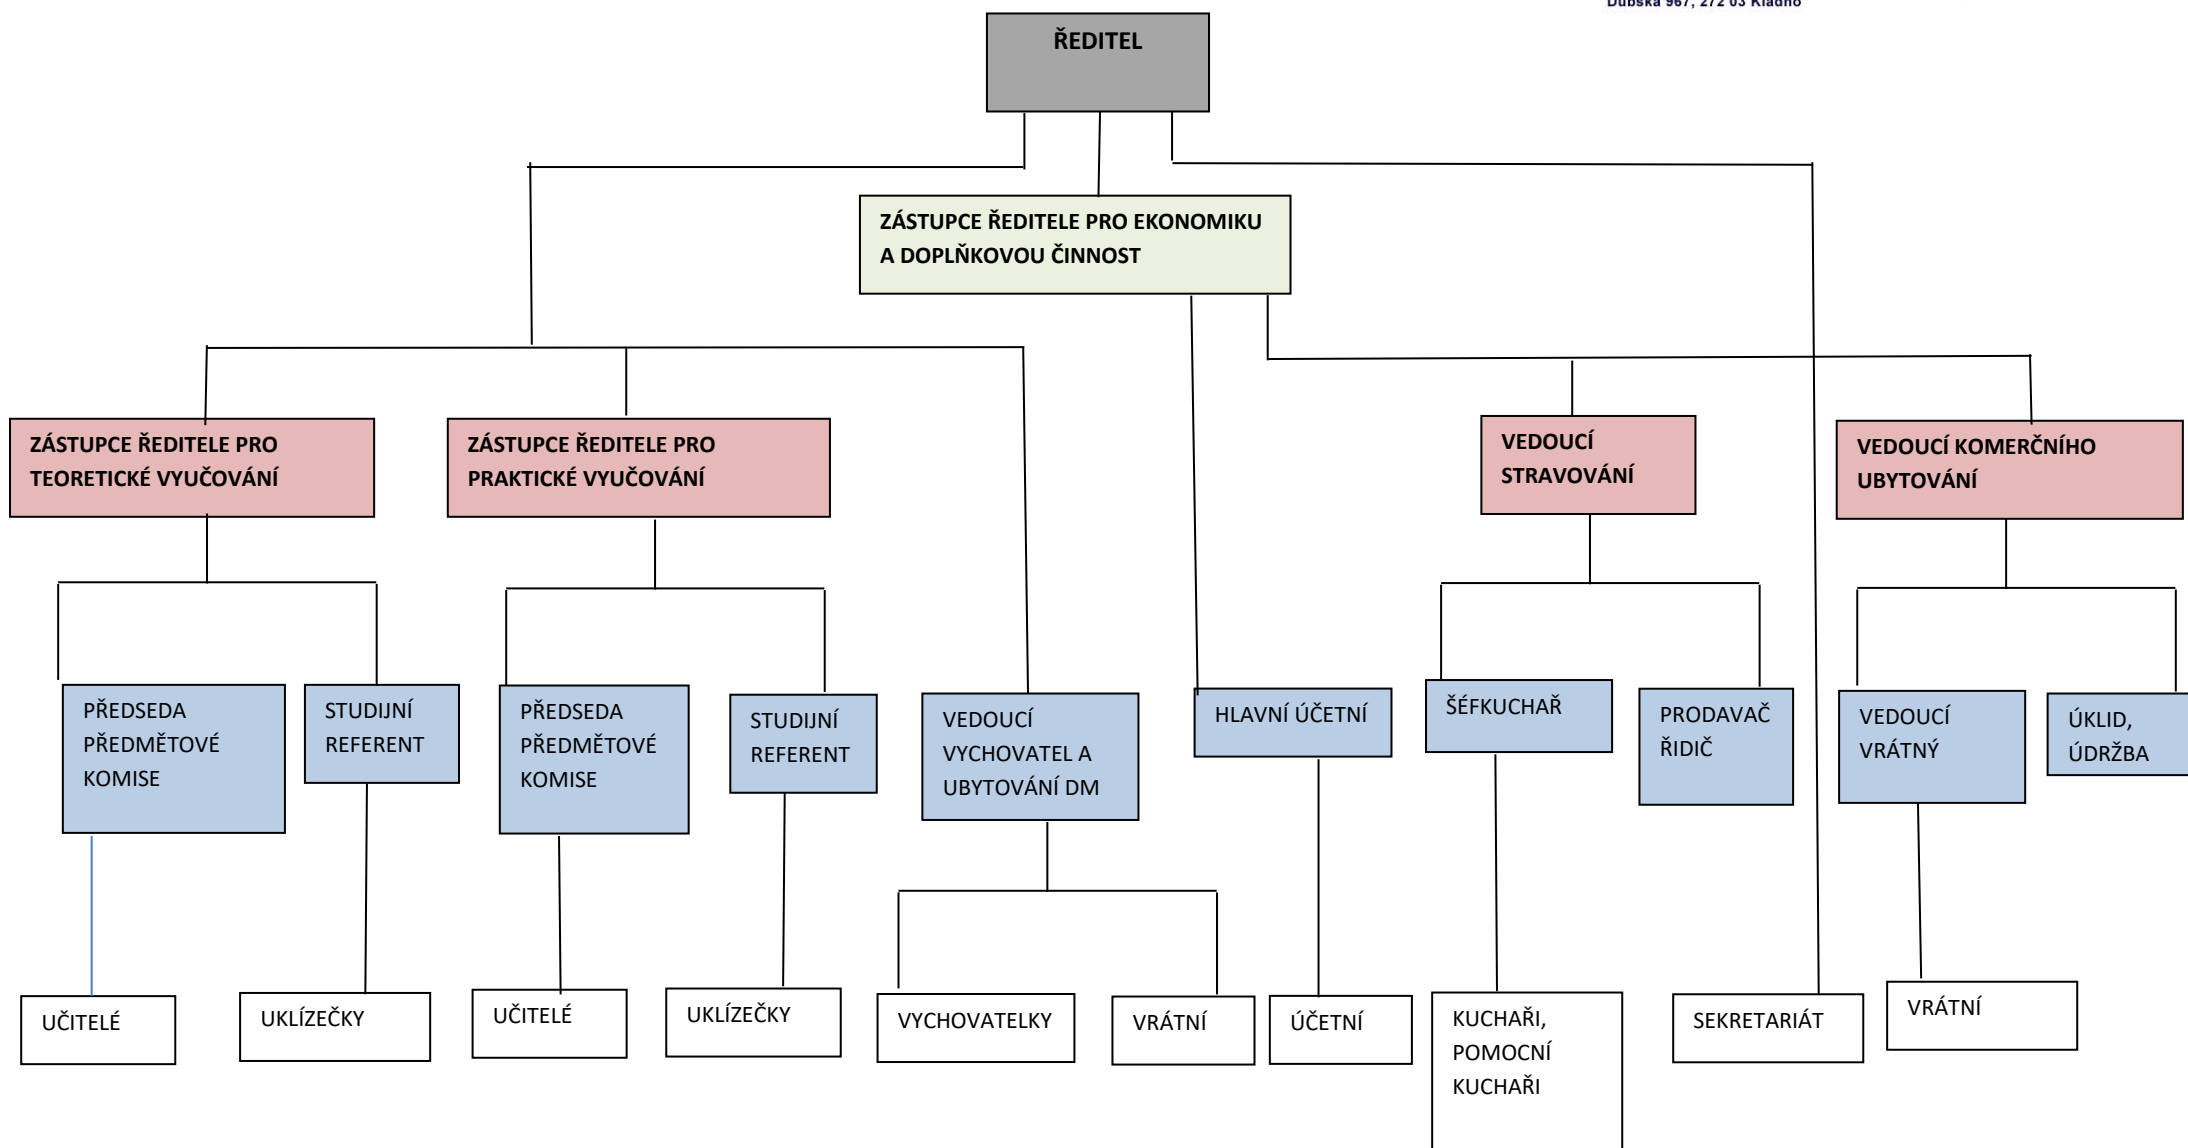 Dubská 967, 272 03 Kladno
ŘEDITEL
ZÁSTUPCE ŘEDITELE PRO EKONOMIKU
A DOPLŇKOVOU ČINNOST
ZÁSTUPCE ŘEDITELE PRO
TEORETICKÉ VYUČOVÁNÍ
ZÁSTUPCE ŘEDITELE PRO
PRAKTICKÉ VYUČOVÁNÍ
VEDOUCÍ
STRAVOVÁNÍ
VEDOUCÍ KOMERČNÍHO
UBYTOVÁNÍ
PŘEDSEDA
PŘEDMĚTOVÉ
KOMISE
STUDIJNÍ
REFERENT
PŘEDSEDA
PŘEDMĚTOVÉ
KOMISE
STUDIJNÍ
REFERENT
VEDOUCÍ
VYCHOVATEL A
UBYTOVÁNÍ DM
HLAVNÍ ÚČETNÍ
ŠÉFKUCHAŘ
PRODAVAČ
ŘIDIČ
VEDOUCÍ
VRÁTNÝ
ÚKLID,
ÚDRŽBA
UČITELÉ
UKLÍZEČKY
UČITELÉ
UKLÍZEČKY
VYCHOVATELKY
VRÁTNÍ
ÚČETNÍ
KUCHAŘI,
POMOCNÍ
KUCHAŘI
SEKRETARIÁT
VRÁTNÍ